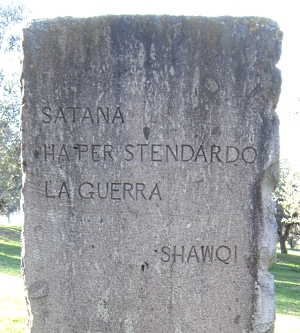 SATANA
HA PER STENDARDO
LA GUERRA
SHAWQI